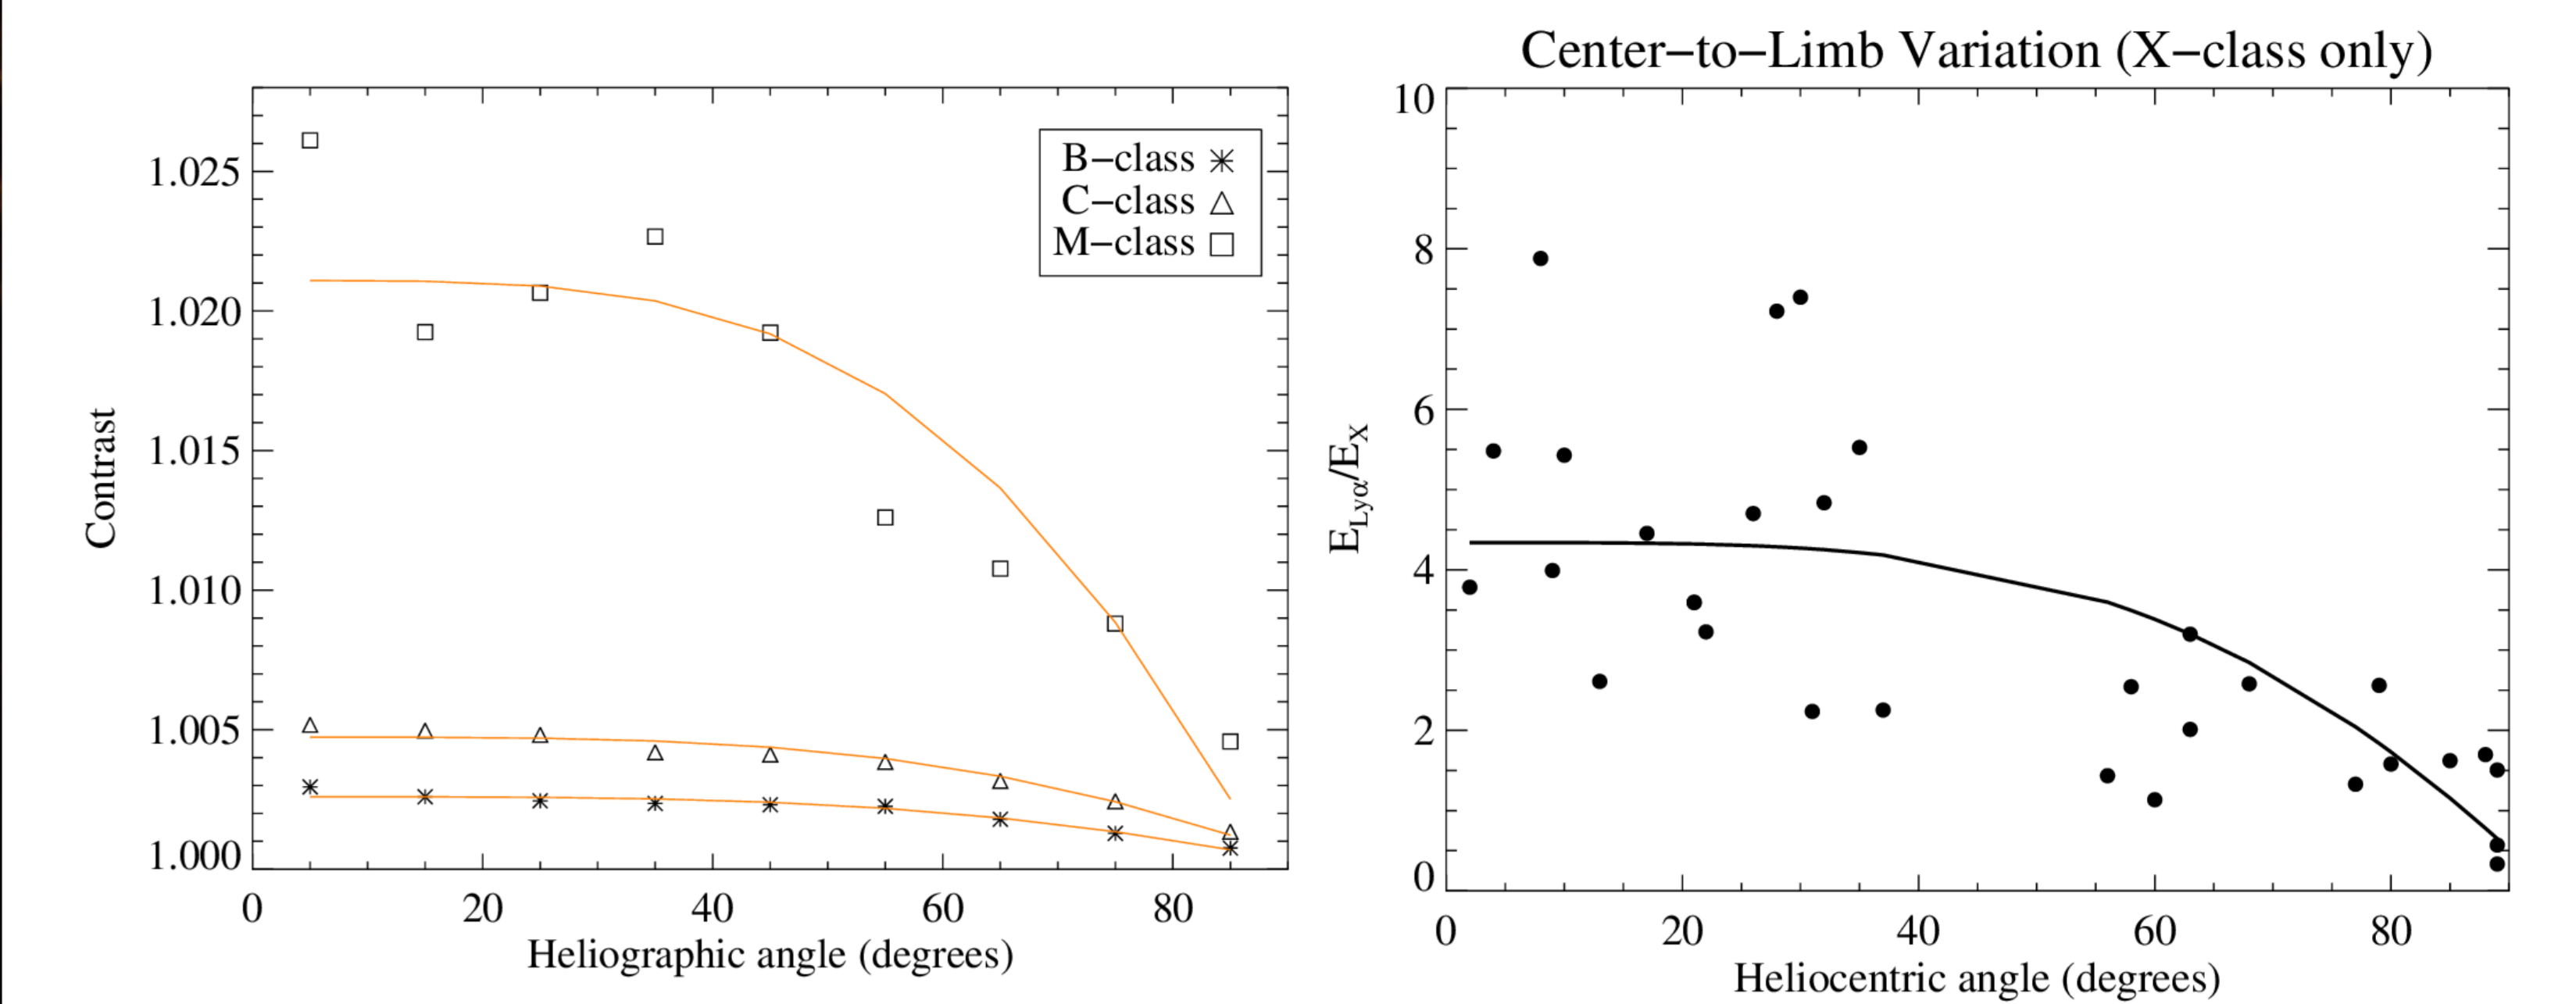 Contrast
1.025
1.020
1.015
1.010
1.005
1.000
0 20 40 60 80
Heliographic angle (degrees)
B−class
C−class
M−class
Center−to−Limb Variation (X−class only)
E_Lyα/E_X
10
8
6
4
2
0
0 20 40 60 80
Heliocentric angle (degrees)